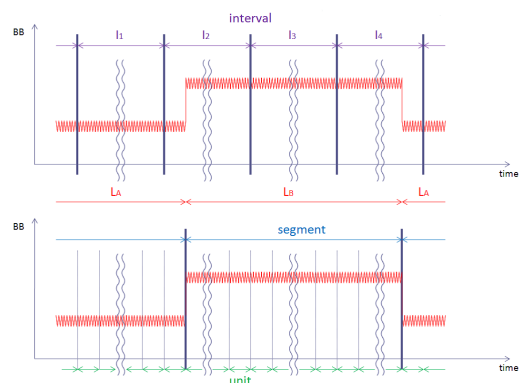 interval
BB
I1 I2 I3 I4
time
LA LB LA
BB
segment
time
unit